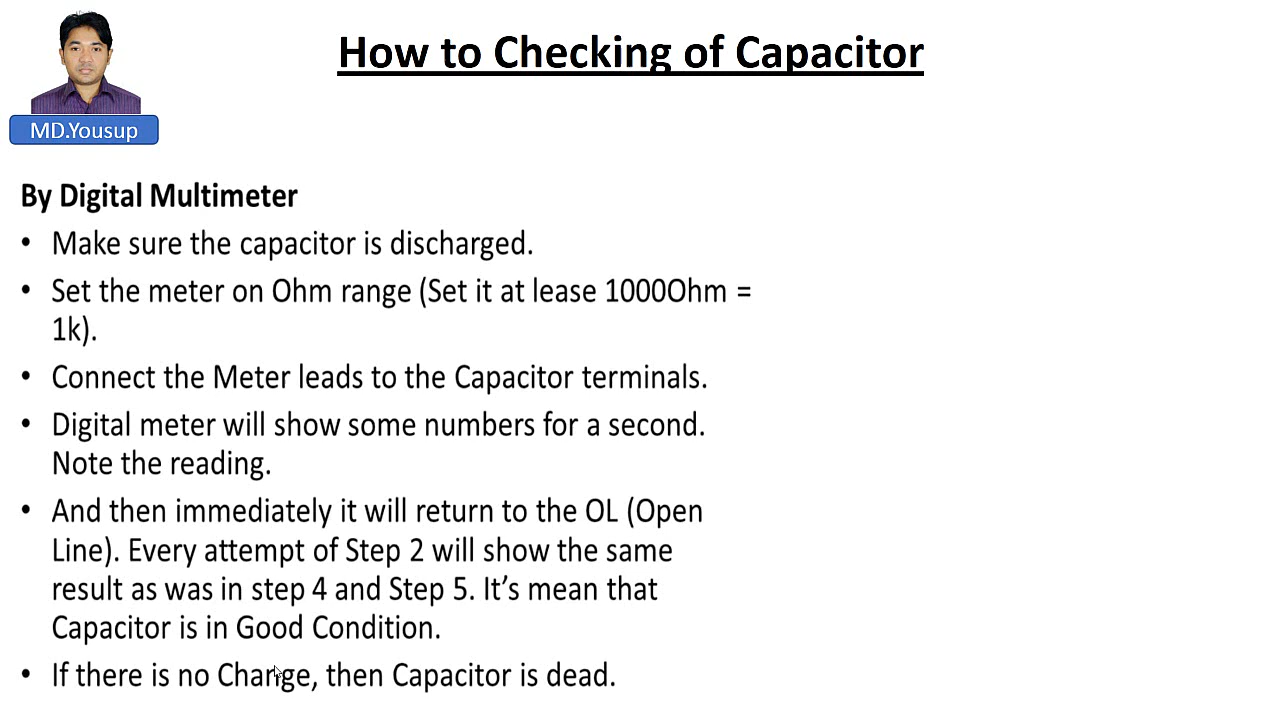 How to Checking of Capacitor
MD.Yousup
By Digital Multimeter
• Make sure the capacitor is discharged.
• Set the meter on Ohm range (Set it at lease 1000Ohm =
1k).
• Connect the Meter leads to the Capacitor terminals.
• Digital meter will show some numbers for a second.
Note the reading.
• And then immediately it will return to the OL (Open
Line). Every attempt of Step 2 will show the same
result as was in step 4 and Step 5. It’s mean that
Capacitor is in Good Condition.
• If there is no Change, then Capacitor is dead.